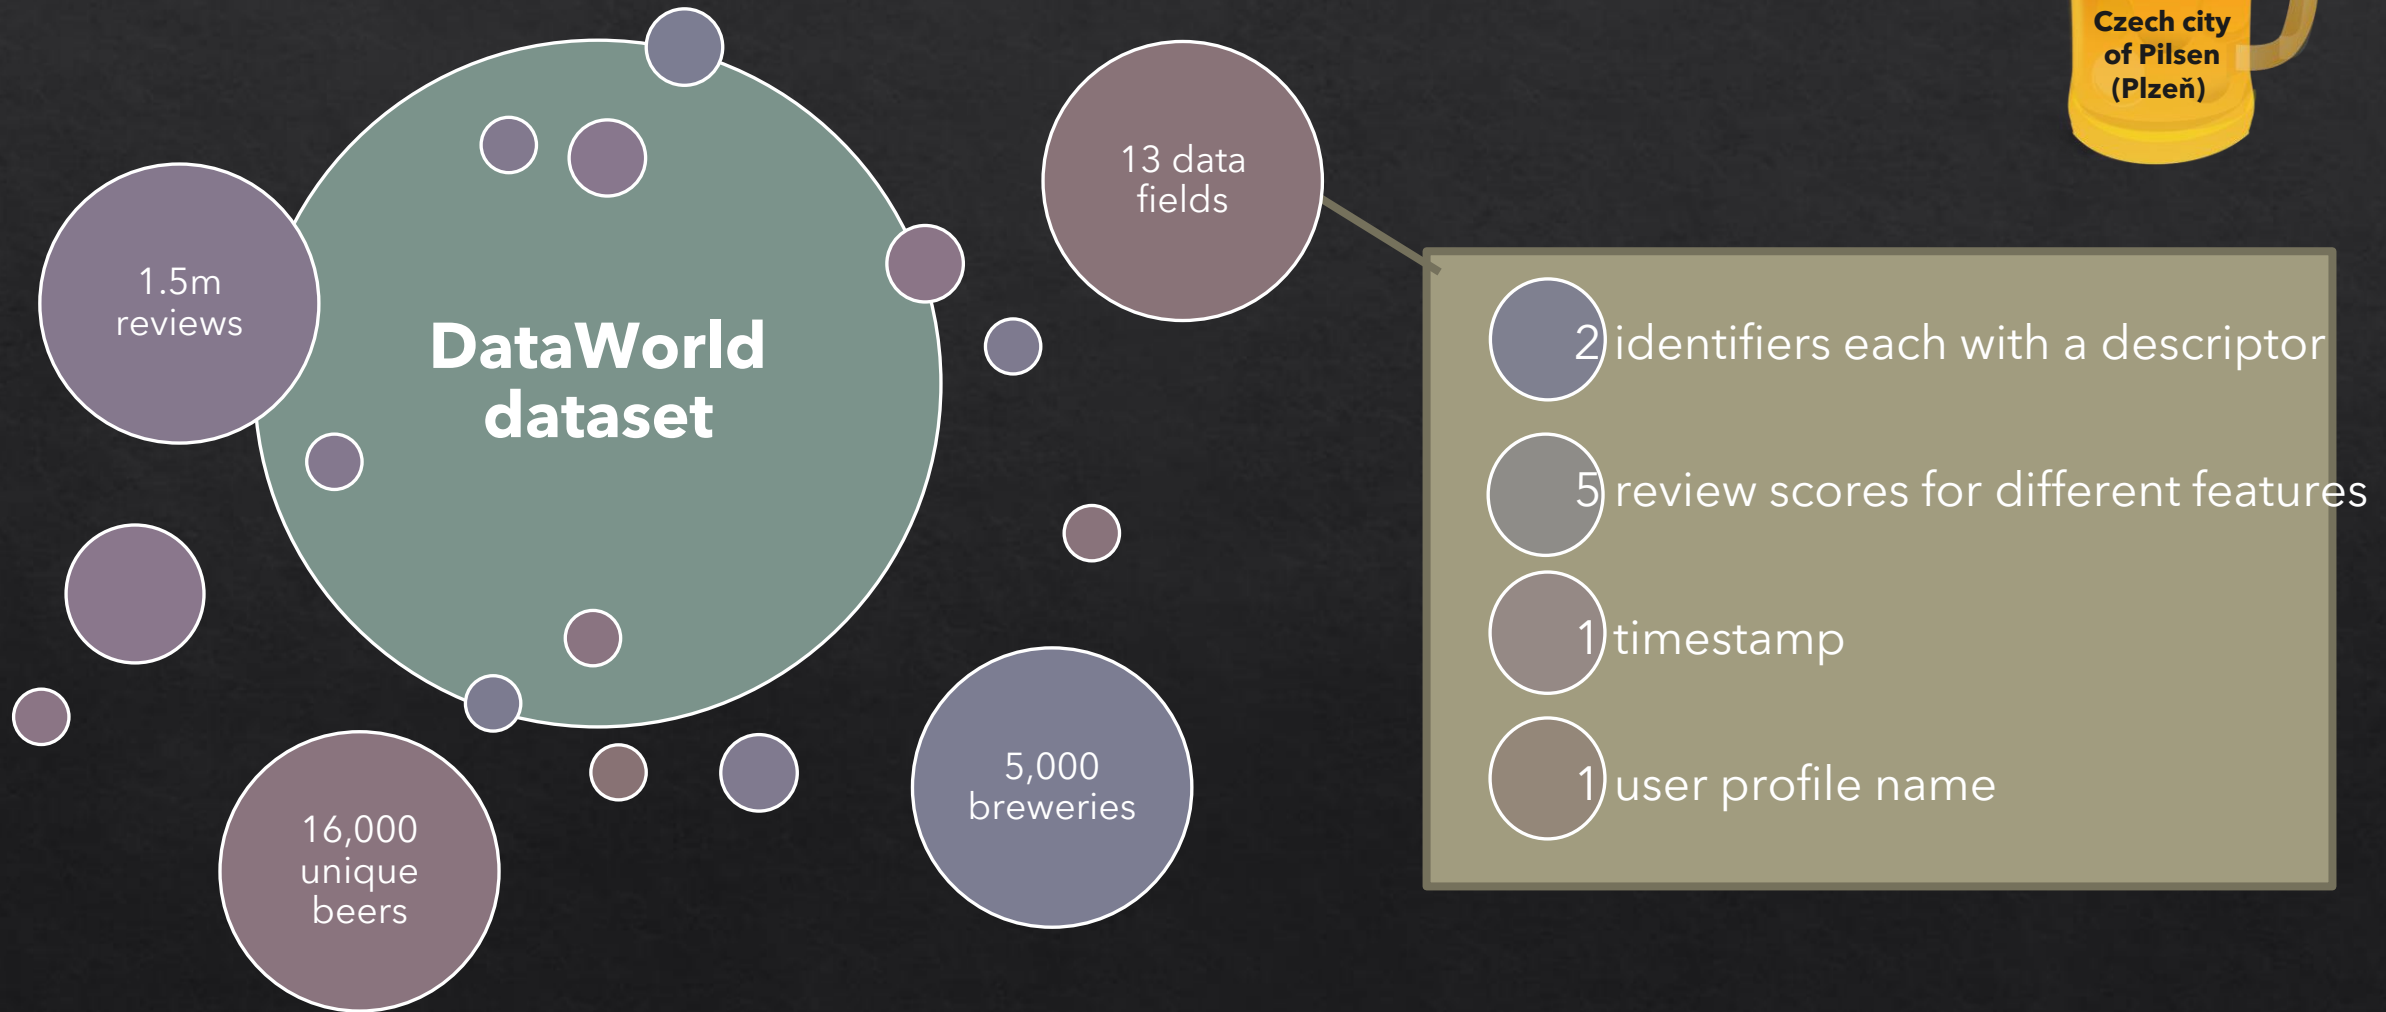 Czech city
of Pilsen
(Plzeň)
13 data
fields
1.5m
reviews
DataWorld
dataset
2 identifiers each with a descriptor
5 review scores for different features
1 timestamp
1 user profile name
5,000
breweries
16,000
unique
beers